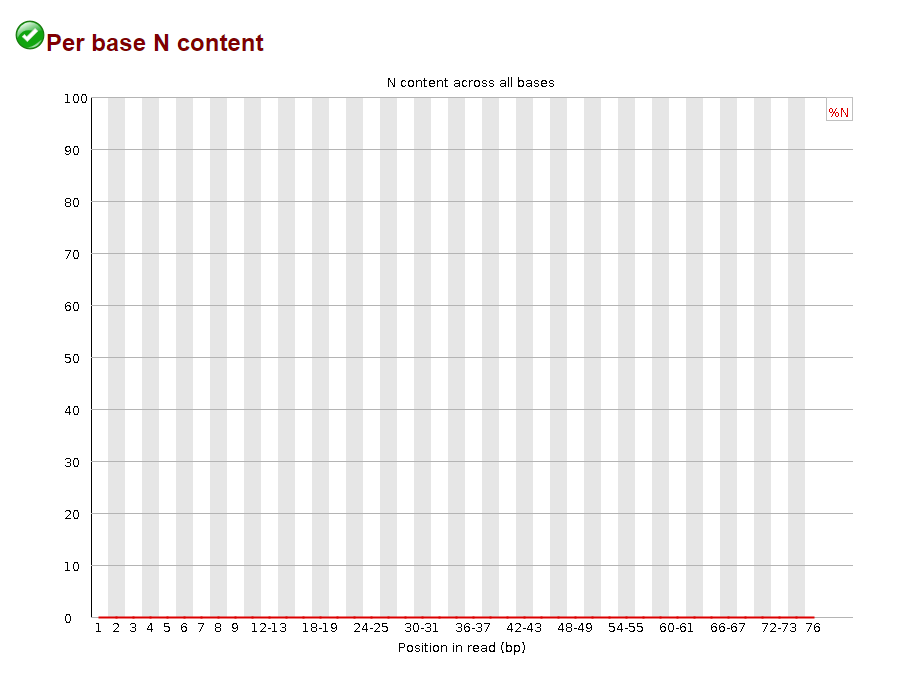 Per base N content
N content across all bases
%N
100
90
80
70
60
50
40
30
20
10
0
1 2 3 4 5 6 7 8 9 12-13 18-19 24-25 30-31 36-37 42-43 48-49 54-55 60-61 66-67 72-73 76
Position in read (bp)